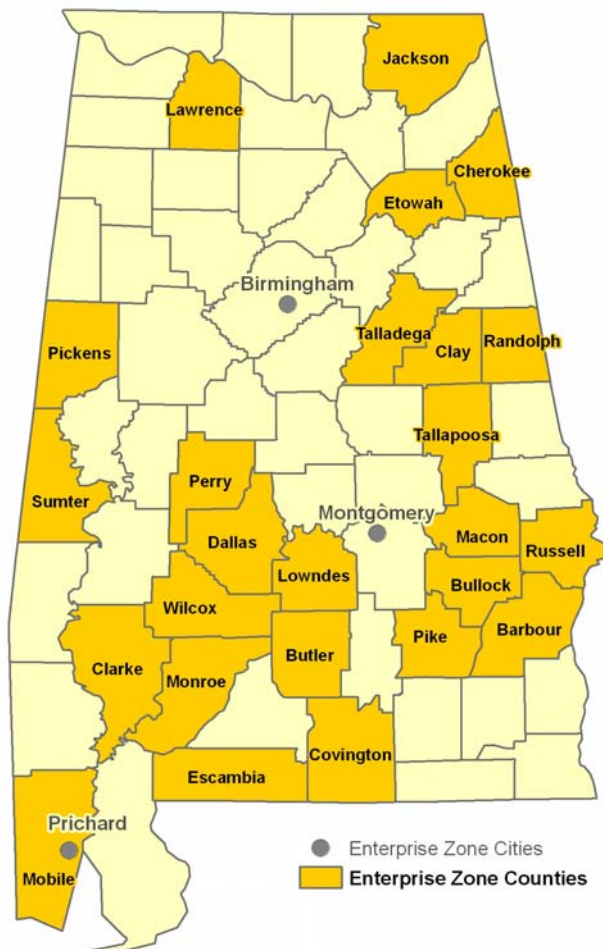 Jackson
Lawrence
Cherokee
Etowah
Birmingham
Talladega
Randolph
Clay
Pickens
Tallapoosa
Perry
Sumter
Montgomery
Macon
Dallas
Russell
Lowndes
Bullock
Wilcox
Barbour
Pike
Butler
Clarke
Monroe
Covington
Escambia
Prichard
Enterprise Zone Cities
Mobile
Enterprise Zone Counties